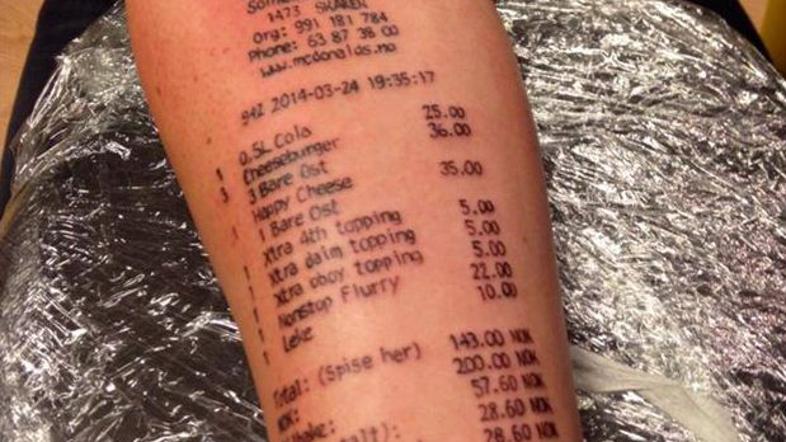 1473 SKÅRER
Org: 991 181 784
Phone: 63 87 38 00
www.mcdonalds.no
942 2014-03-24 19:35:17
1 0.5L Cola 25.00
3 Cheeseburger 36.00
3 Bare Ost
1 Happy Cheese 35.00
1 Bare Ost
1 Xtra 4th topping 5.00
1 Xtra daim topping 5.00
1 Xtra oboy topping 5.00
1 Nonstop Flurry 22.00
1 Leke 10.00
Total: (Spise her) 143.00 NOK
NOK: 200.00 NOK
57.60 NOK
28.60 NOK
28.60 NOK